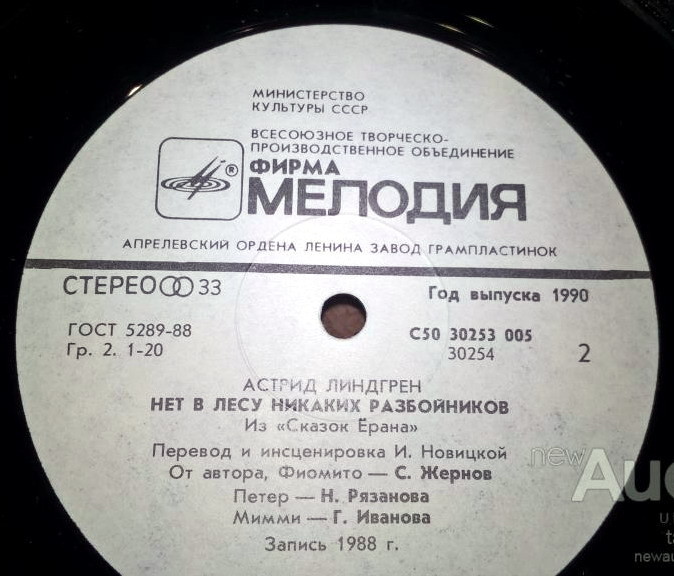 МИНИСТЕРСТВО
КУЛЬТУРЫ СССР
ВСЕСОЮЗНОЕ ТВОРЧЕСКО-
ПРОИЗВОДСТВЕННОЕ ОБЪЕДИНЕНИЕ
®
ФИРМА
МЕЛОДИЯ
АПРЕЛЕВСКИЙ ОРДЕНА ЛЕНИНА ЗАВОД ГРАМПЛАСТИНОК
СТЕРЕО 33
Год выпуска 1990
ГОСТ 5289-88
Гр. 2. 1-20
С50 30253 005
30254
2
АСТРИД ЛИНДГРЕН
НЕТ В ЛЕСУ НИКАКИХ РАЗБОЙНИКОВ
Из «Сказок Ёрана»
Перевод и инсценировка И. Новицкой
От автора, Фиомито — С. Жернов
Петер — Н. Рязанова
Мимми — Г. Иванова
Запись 1988 г.
new